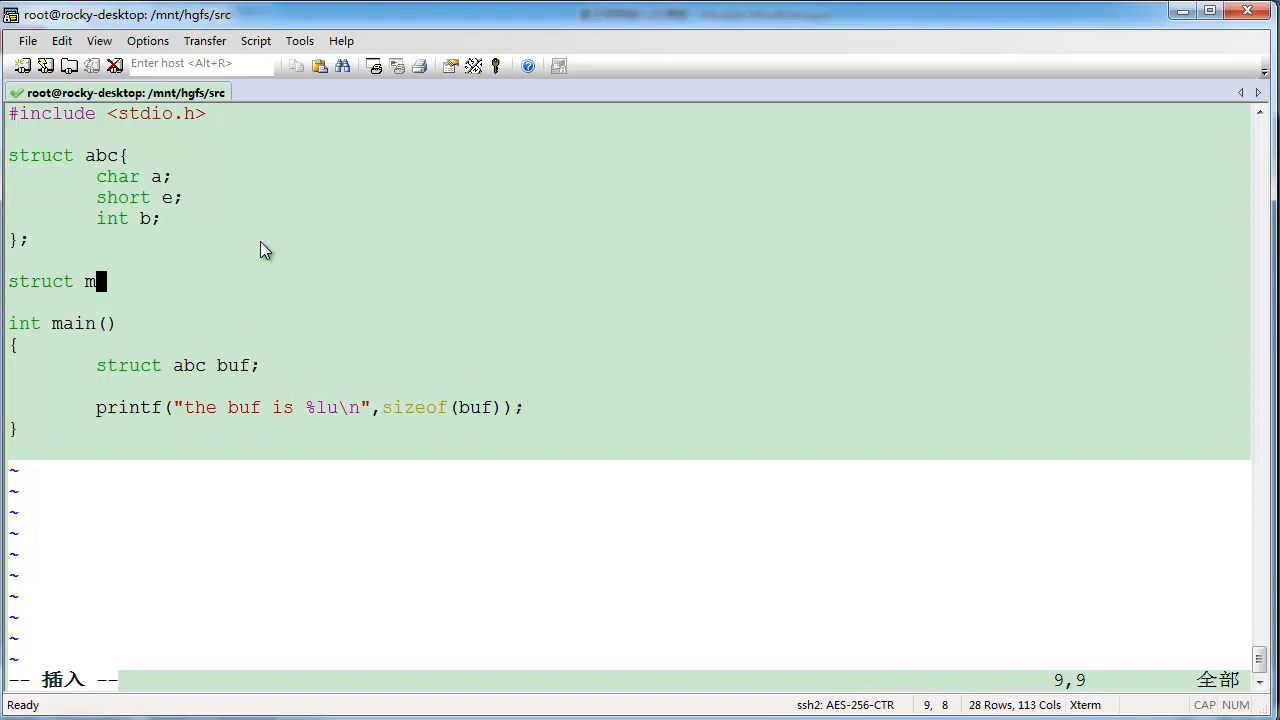 root@rocky-desktop: /mnt/hgfs/src
File Edit View Options Transfer Script Tools Help
Enter host <Alt+R>
root@rocky-desktop: /mnt/hgfs/src
#include <stdio.h>
struct abc{
char a;
short e;
int b;
};
struct m
int main()
{
struct abc buf;
printf("the buf is %lu\n",sizeof(buf));
}
~
~
~
~
~
~
~
~
~
~
-- 插入 -- 9,9 全部
Ready ssh2: AES-256-CTR 9, 8 28 Rows, 113 Cols Xterm CAP NUM